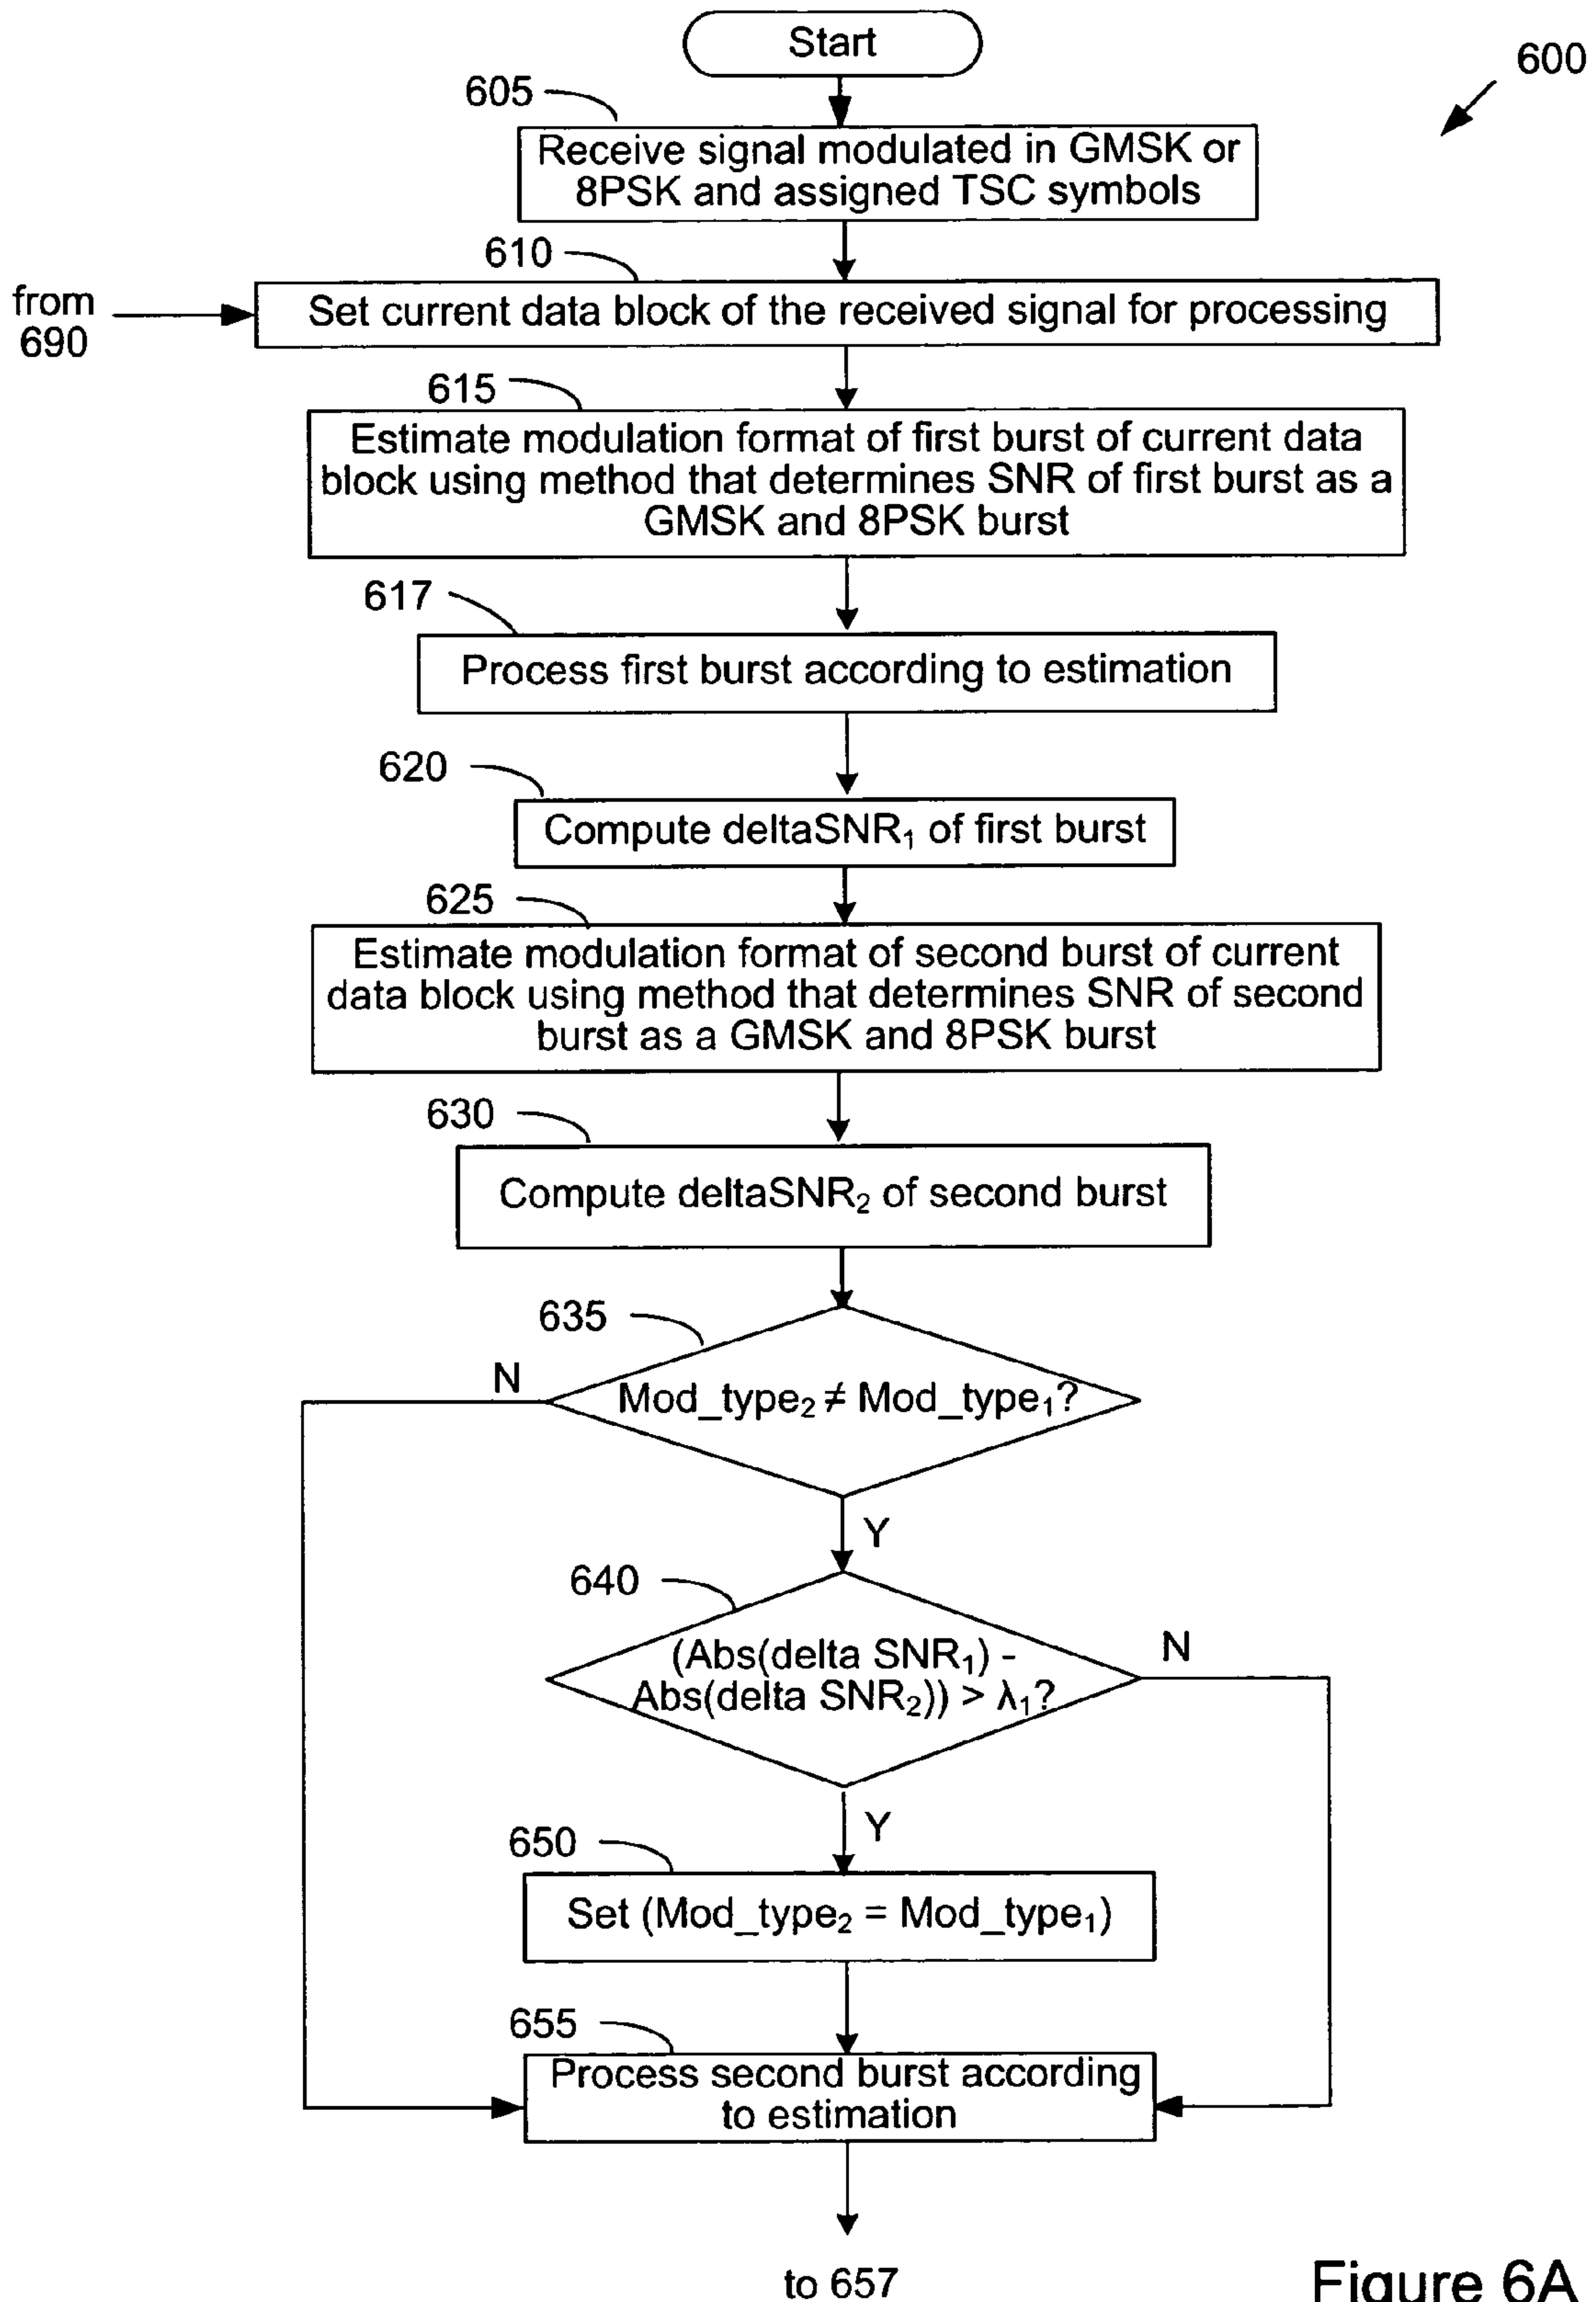 Start
600
605
Receive signal modulated in GMSK or
8PSK and assigned TSC symbols
610
from
690
Set current data block of the received signal for processing
615
Estimate modulation format of first burst of current data
block using method that determines SNR of first burst as a
GMSK and 8PSK burst
617
Process first burst according to estimation
620
Compute deltaSNR₁ of first burst
625
Estimate modulation format of second burst of current
data block using method that determines SNR of second
burst as a GMSK and 8PSK burst
630
Compute deltaSNR₂ of second burst
635
N
Mod_type₂ ≠ Mod_type₁?
Y
640
(Abs(delta SNR₁) -
Abs(delta SNR₂)) > λ₁?
N
Y
650
Set (Mod_type₂ = Mod_type₁)
655
Process second burst according
to estimation
to 657
Figure 6A